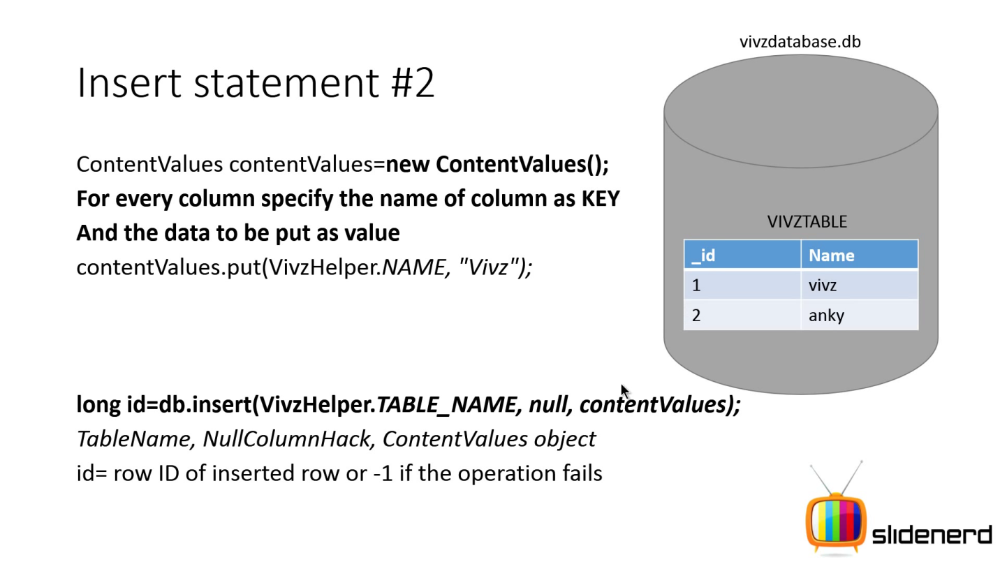 vivzdatabase.db
Insert statement #2
ContentValues contentValues=new ContentValues();
For every column specify the name of column as KEY
And the data to be put as value
contentValues.put(VivzHelper.NAME, "Vivz");
VIVZTABLE
_id Name
1 vivz
2 anky
long id=db.insert(VivzHelper.TABLE_NAME, null, contentValues);
TableName, NullColumnHack, ContentValues object
id= row ID of inserted row or -1 if the operation fails
slidenerd